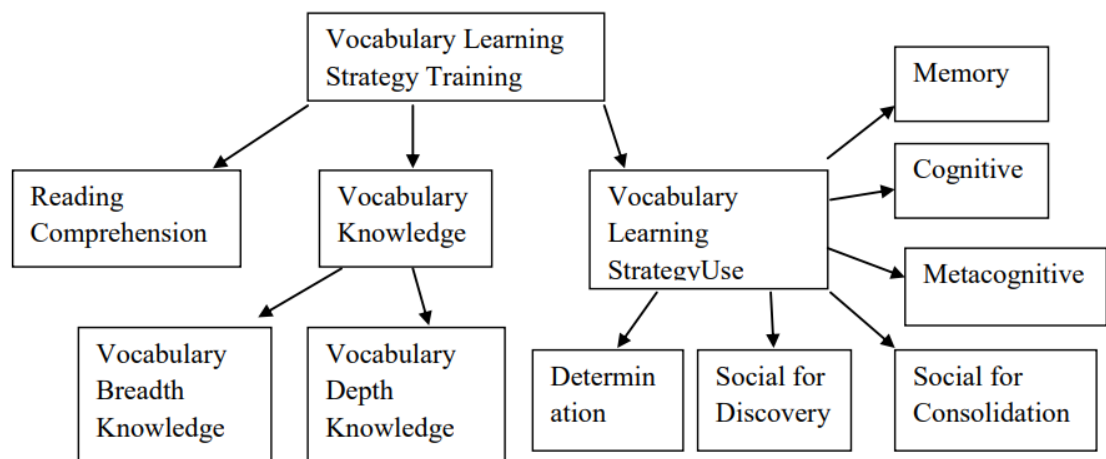 Vocabulary Learning
Strategy Training
Memory
Cognitive
Reading
Comprehension
Vocabulary
Knowledge
Vocabulary
Learning
StrategyUse
Metacognitive
Vocabulary
Breadth
Knowledge
Vocabulary
Depth
Knowledge
Determin
ation
Social for
Discovery
Social for
Consolidation